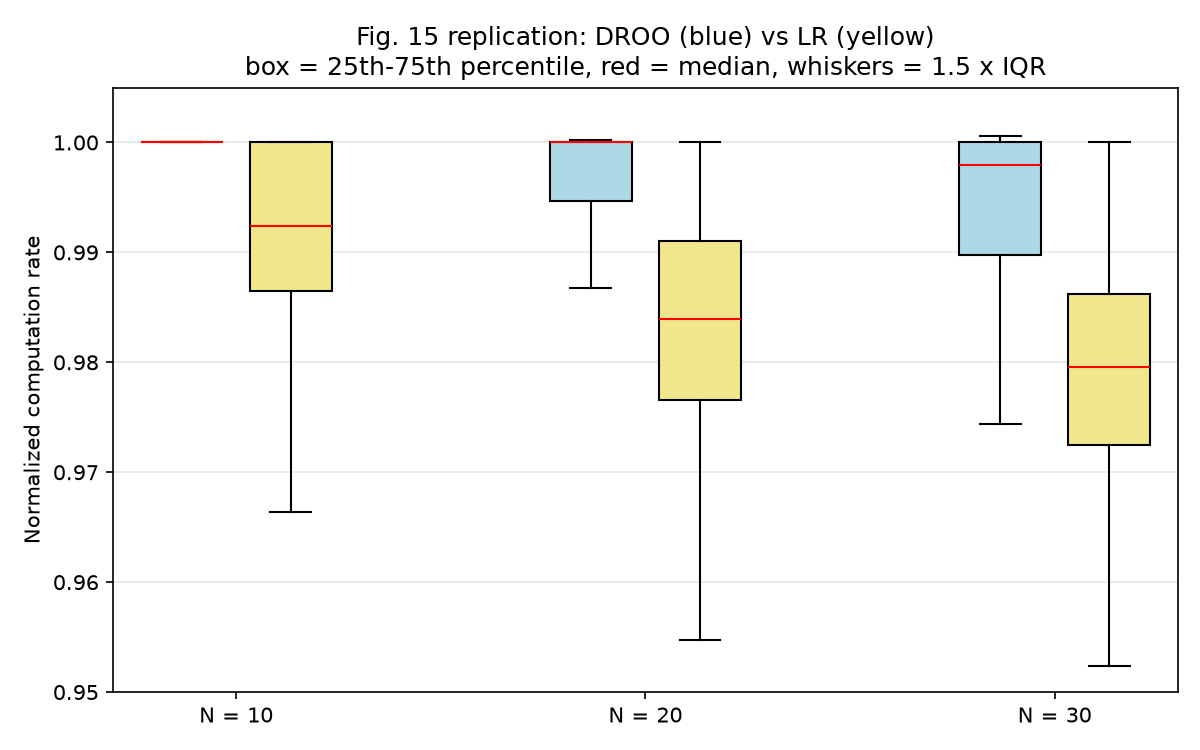 Fig. 15 replication: DROO (blue) vs LR (yellow)
box = 25th-75th percentile, red = median, whiskers = 1.5 x IQR
Normalized computation rate
1.00
0.99
0.98
0.97
0.96
0.95
N = 10
N = 20
N = 30